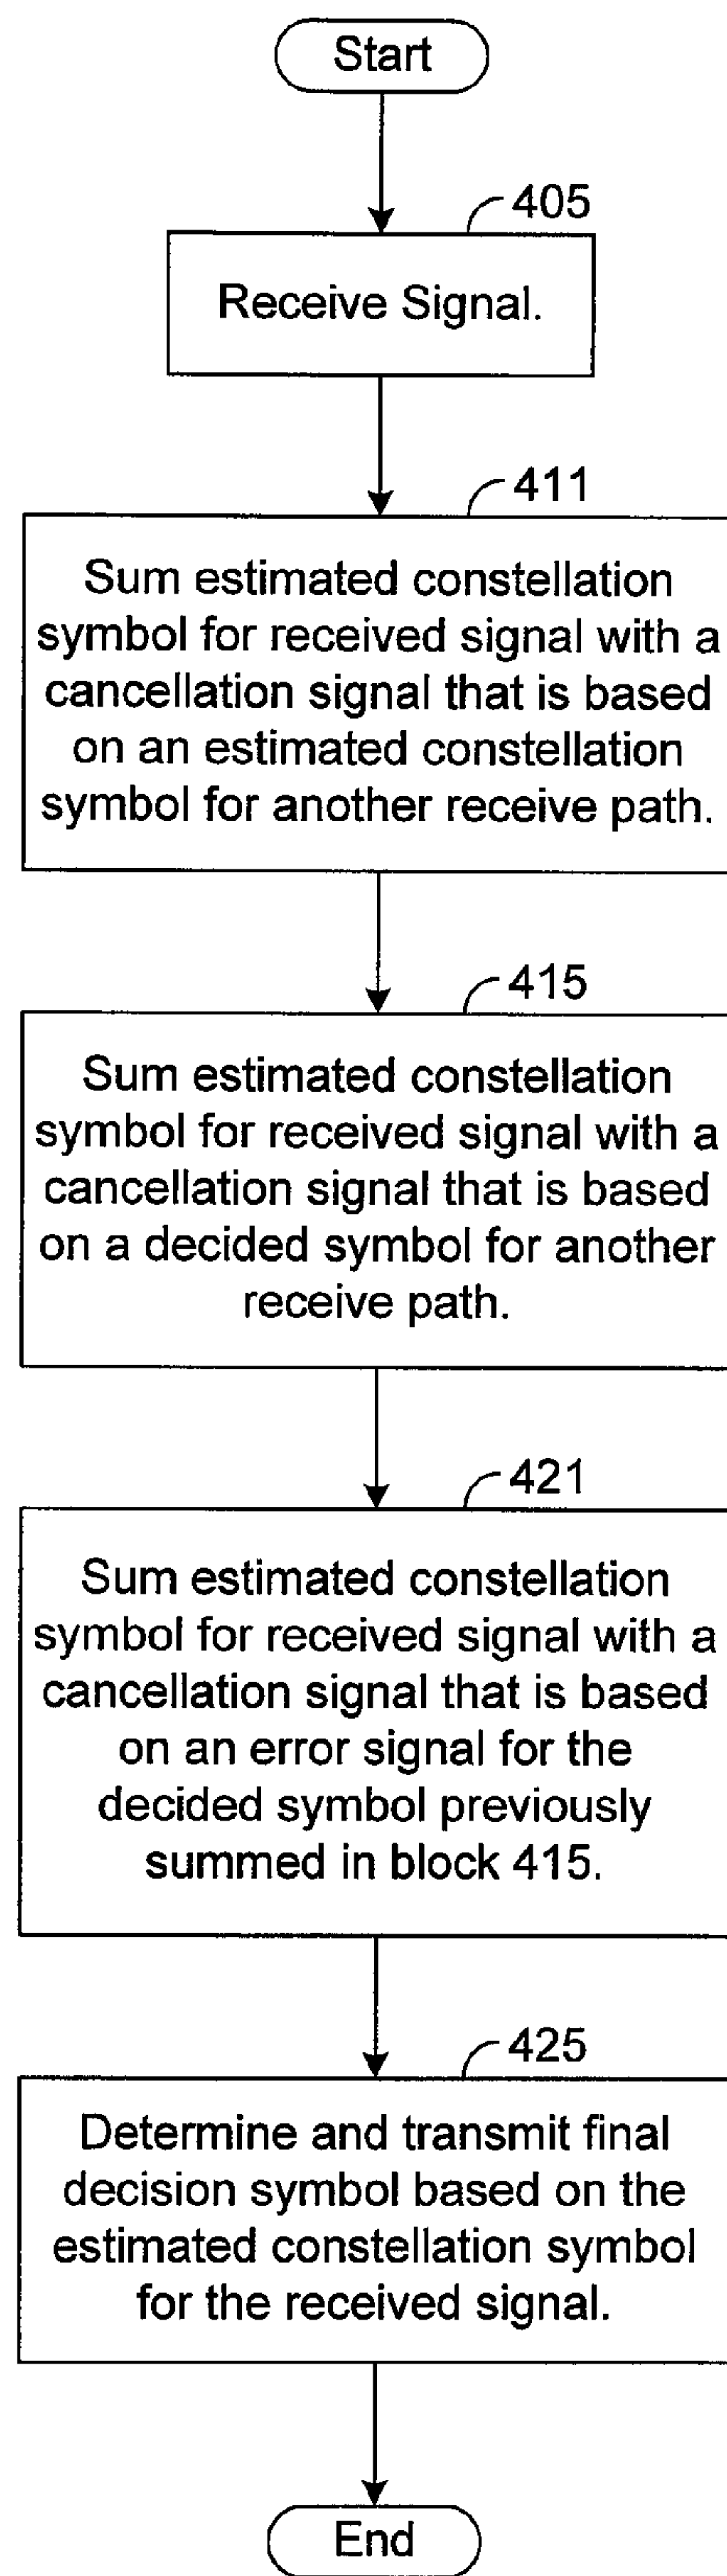 Start
405
Receive Signal.
411
Sum estimated constellation
symbol for received signal with a
cancellation signal that is based
on an estimated constellation
symbol for another receive path.
415
Sum estimated constellation
symbol for received signal with a
cancellation signal that is based
on a decided symbol for another
receive path.
421
Sum estimated constellation
symbol for received signal with a
cancellation signal that is based
on an error signal for the
decided symbol previously
summed in block 415.
425
Determine and transmit final
decision symbol based on the
estimated constellation symbol
for the received signal.
End